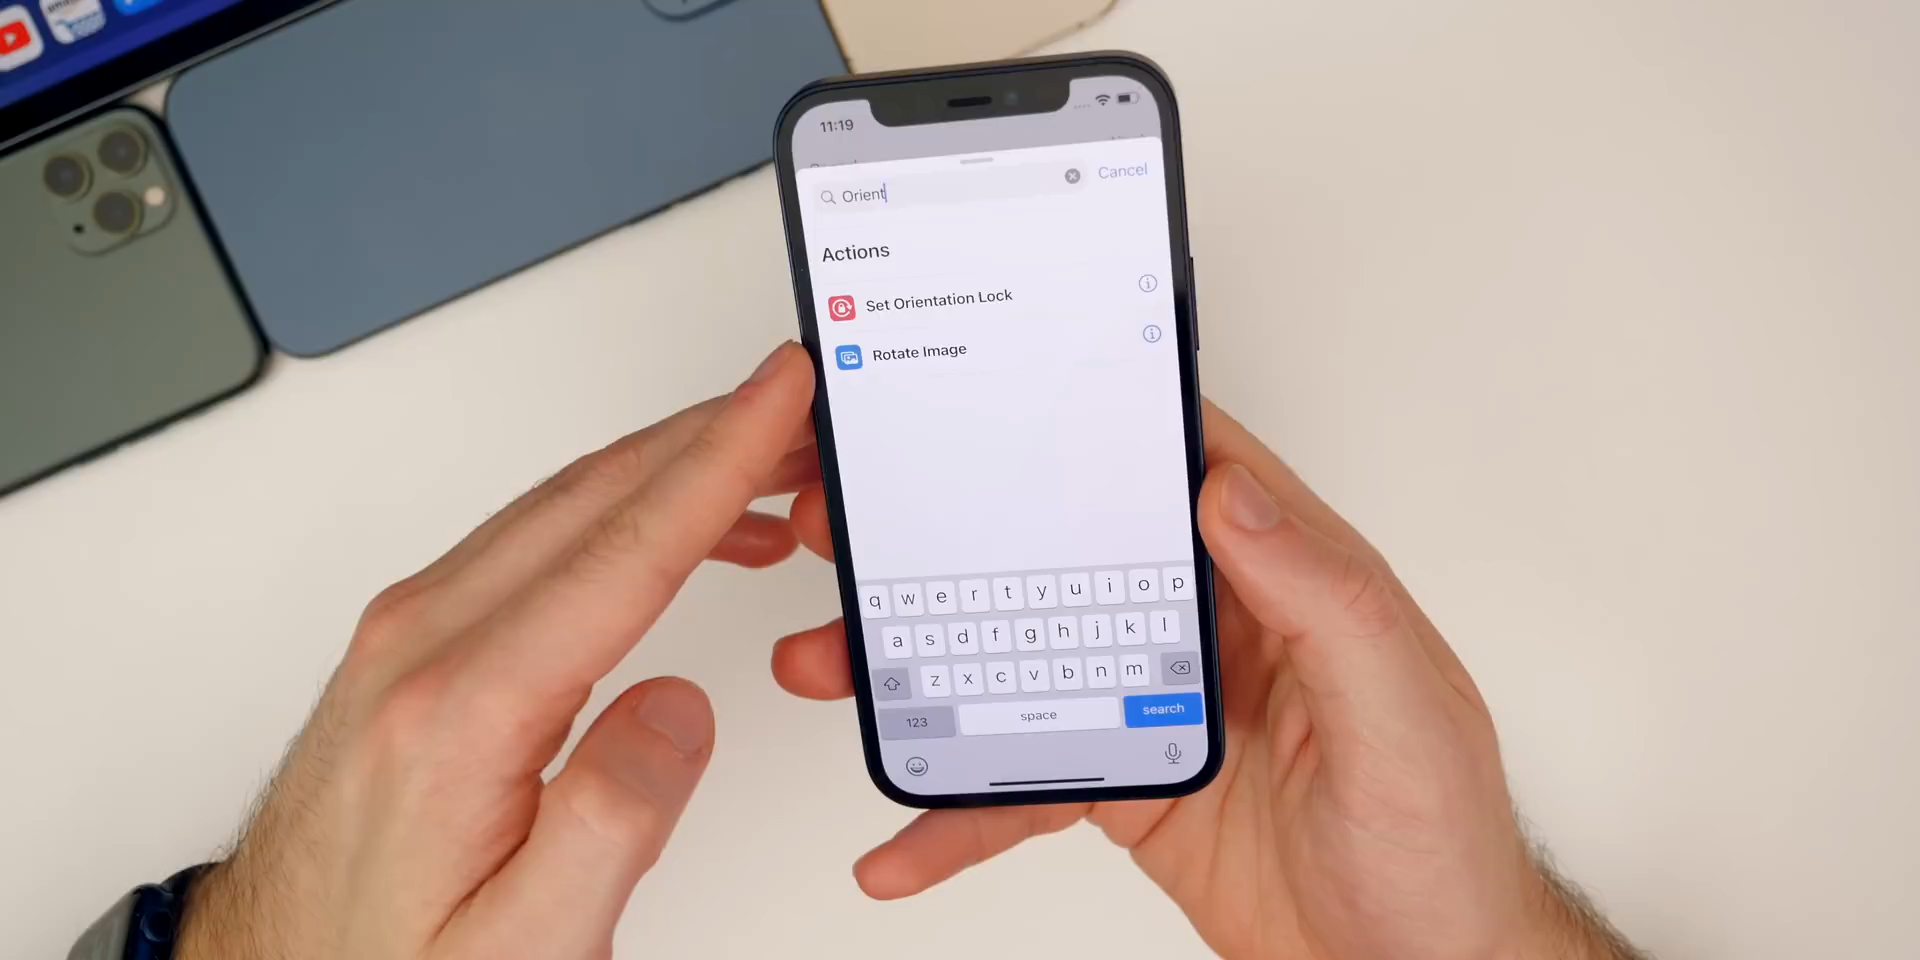 11:19
Orient
Cancel
Actions
Set Orientation Lock
Rotate Image
q w e r t y u i o p
a s d f g h j k l
z x c v b n m
123
space
search